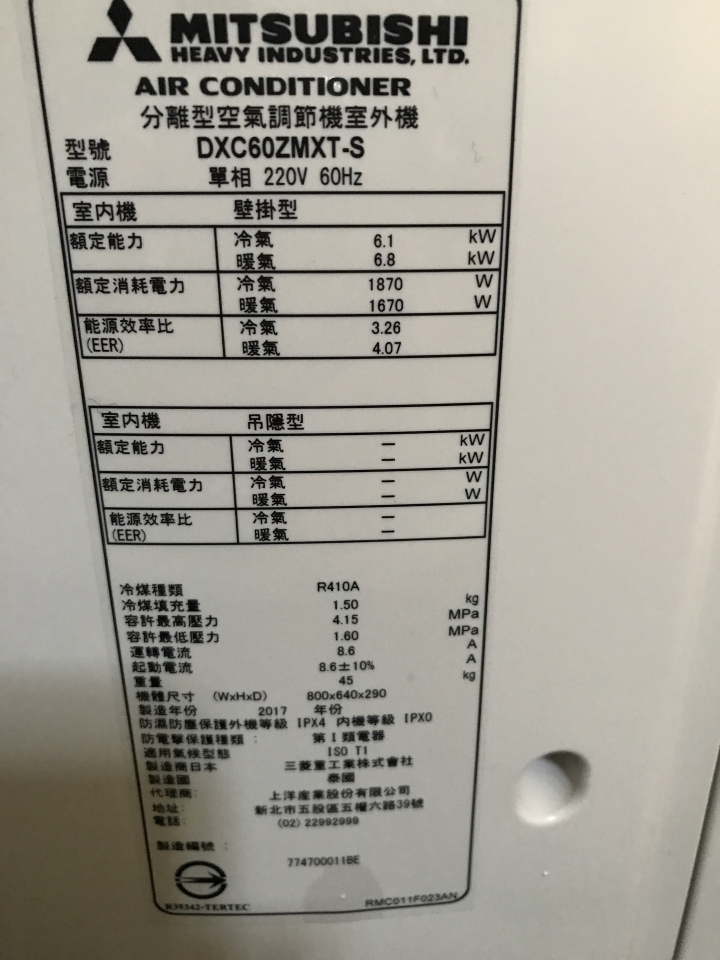 MITSUBISHI
HEAVY INDUSTRIES, LTD.
AIR CONDITIONER
分離型空氣調節機室外機
型號 DXC60ZMXT-S
電源 單相 220V 60Hz
室內機 壁掛型
額定能力 冷氣 6.1 kW
暖氣 6.8 kW
額定消耗電力 冷氣 1870 W
暖氣 1670 W
能源效率比 冷氣 3.26
(EER) 暖氣 4.07
室內機 吊隱型
額定能力 冷氣 — kW
暖氣 — kW
額定消耗電力 冷氣 — W
暖氣 — W
能源效率比 冷氣 —
(EER) 暖氣 —
冷煤種類 R410A
冷煤填充量 1.50 kg
容許最高壓力 4.15 MPa
容許最低壓力 1.60 MPa
運轉電流 8.6 A
起動電流 8.6±10% A
重量 45 kg
機體尺寸 (WxHxD) 800x640x290
製造年份 2017 年份
防濕防塵保護外機等級 IPX4 內機等級 IPX0
防電擊保護種類： 第 I 類電器
適用氣候型態 ISO T1
製造商日本 三菱重工業株式會社
製造國 泰國
代理商: 上洋產業股份有限公司
地址: 新北市五股區五權六路39號
電話: (02) 22992999
製造編號：
774700011BE
R39342-TERTEC
RMC011F023AN